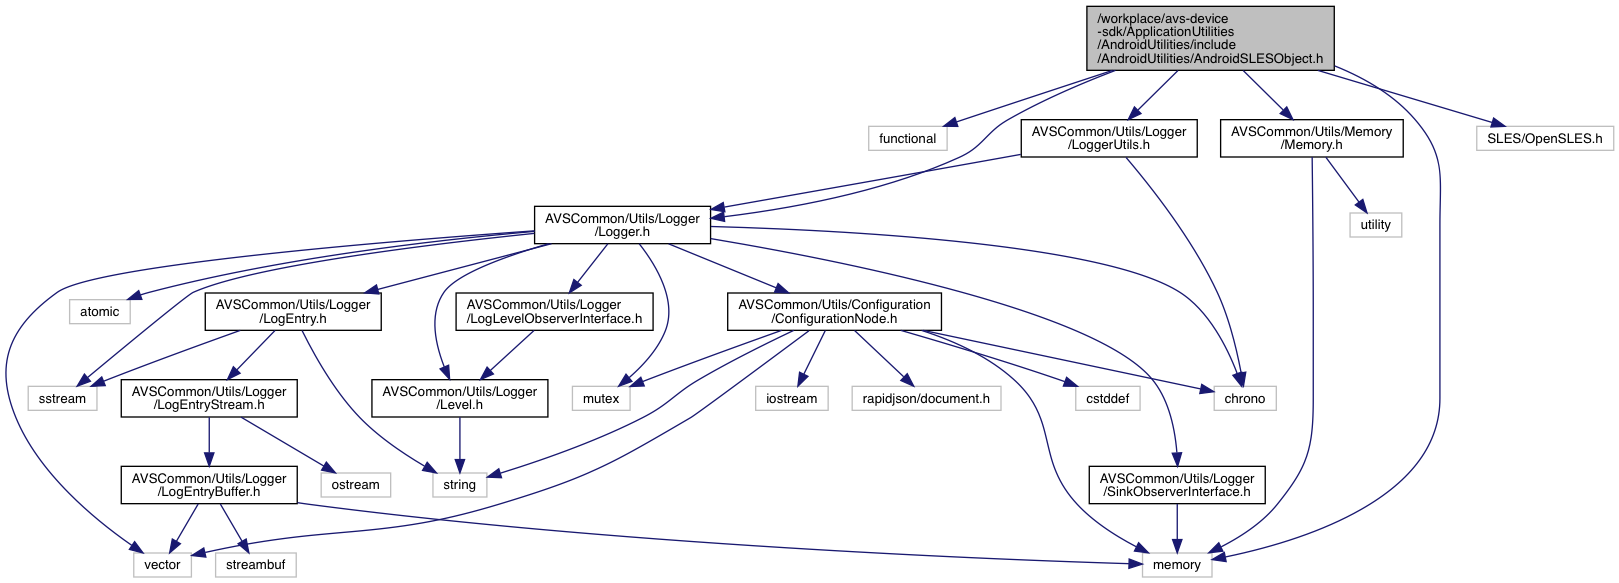 /workplace/avs-device
-sdk/ApplicationUtilities
/AndroidUtilities/include
/AndroidUtilities/AndroidSLESObject.h
functional
AVSCommon/Utils/Logger
/LoggerUtils.h
AVSCommon/Utils/Memory
/Memory.h
SLES/OpenSLES.h
AVSCommon/Utils/Logger
/Logger.h
utility
atomic
AVSCommon/Utils/Logger
/LogEntry.h
AVSCommon/Utils/Logger
/LogLevelObserverInterface.h
AVSCommon/Utils/Configuration
/ConfigurationNode.h
sstream
AVSCommon/Utils/Logger
/LogEntryStream.h
AVSCommon/Utils/Logger
/Level.h
mutex
iostream
rapidjson/document.h
cstddef
chrono
AVSCommon/Utils/Logger
/LogEntryBuffer.h
ostream
string
AVSCommon/Utils/Logger
/SinkObserverInterface.h
vector
streambuf
memory